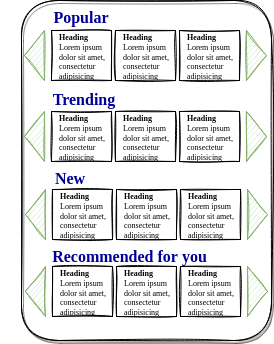 Popular
Heading Heading Heading
Lorem ipsum Lorem ipsum Lorem ipsum
dolor sit amet, dolor sit amet, dolor sit amet,
consectetur consectetur consectetur
adipisicing adipisicing adipisicing
Trending
Heading Heading Heading
Lorem ipsum Lorem ipsum Lorem ipsum
dolor sit amet, dolor sit amet, dolor sit amet,
consectetur consectetur consectetur
adipisicing adipisicing adipisicing
New
Heading Heading Heading
Lorem ipsum Lorem ipsum Lorem ipsum
dolor sit amet, dolor sit amet, dolor sit amet,
consectetur consectetur consectetur
adipisicing adipisicing adipisicing
Recommended for you
Heading Heading Heading
Lorem ipsum Lorem ipsum Lorem ipsum
dolor sit amet, dolor sit amet, dolor sit amet,
consectetur consectetur consectetur
adipisicing adipisicing adipisicing